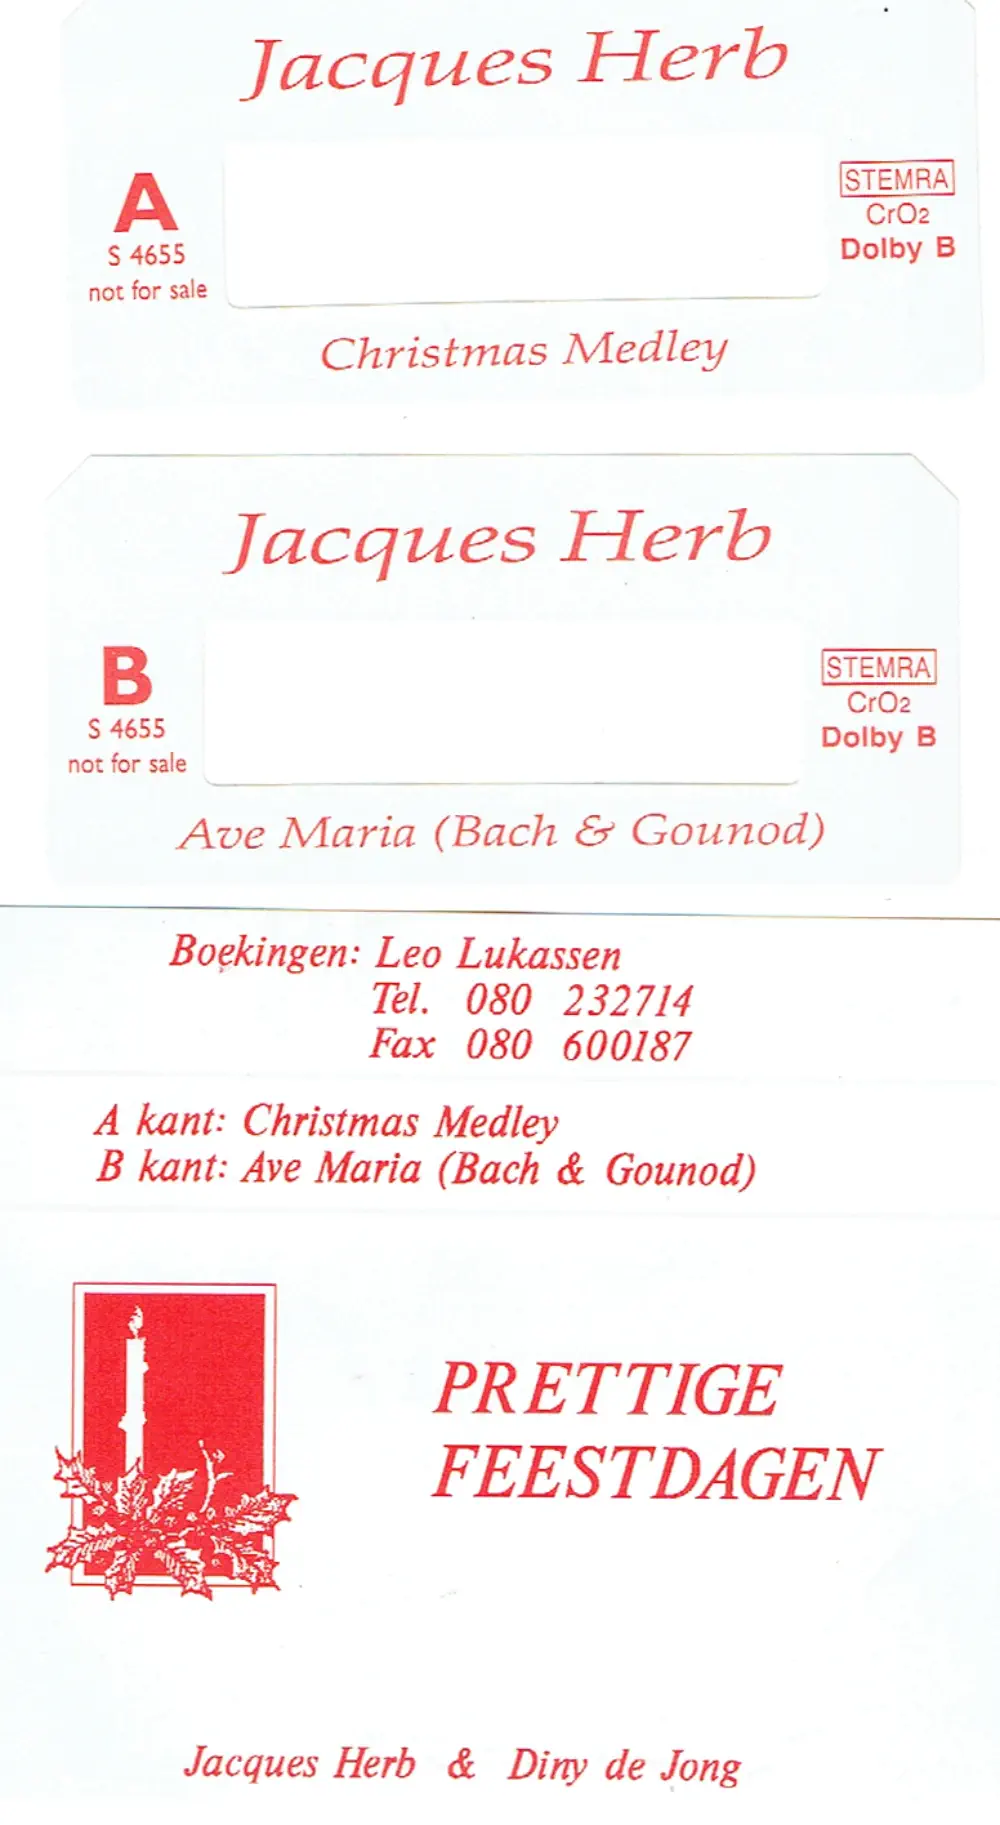 Jacques Herb
A
S 4655
not for sale
STEMRA
CrO2
Dolby B
Christmas Medley
Jacques Herb
B
S 4655
not for sale
STEMRA
CrO2
Dolby B
Ave Maria (Bach & Gounod)
Boekingen: Leo Lukassen
Tel. 080 232714
Fax 080 600187
A kant: Christmas Medley
B kant: Ave Maria (Bach & Gounod)
PRETTIGE
FEESTDAGEN
Jacques Herb & Diny de Jong